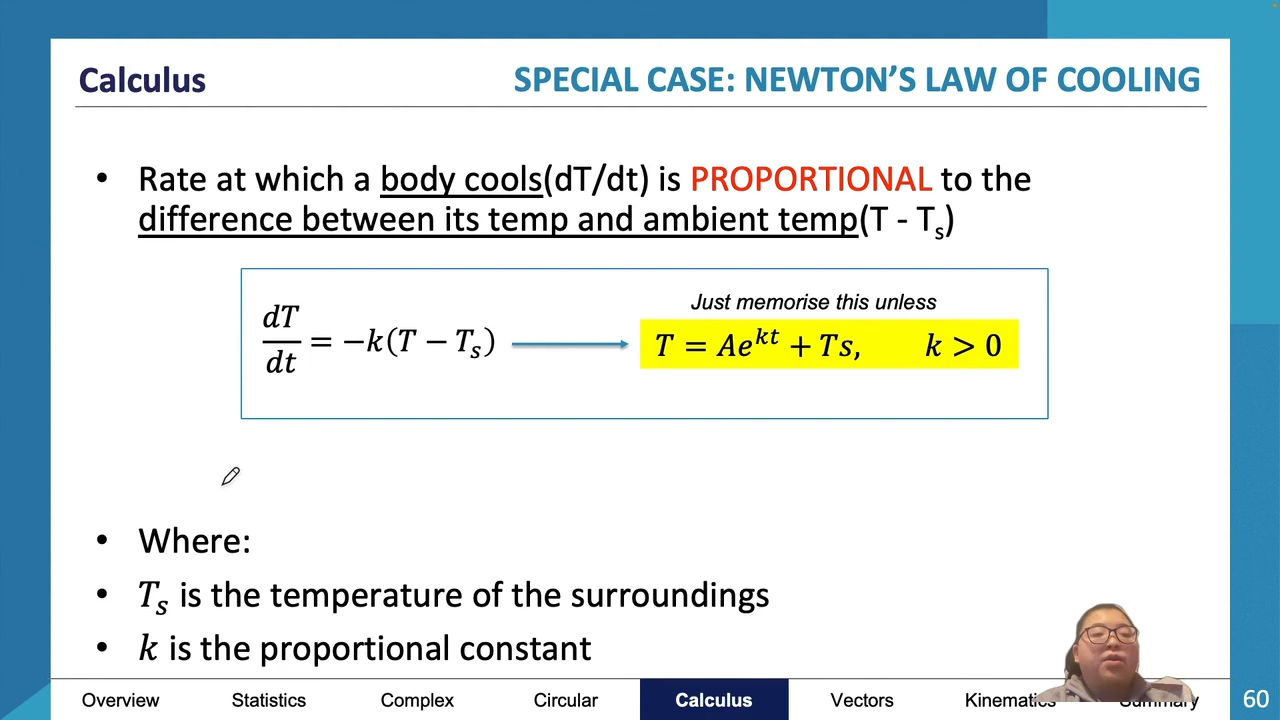 Calculus
SPECIAL CASE: NEWTON'S LAW OF COOLING
• Rate at which a body cools(dT/dt) is PROPORTIONAL to the
difference between its temp and ambient temp(T - Tₛ)
Just memorise this unless
dT/dt = −k(T − Tₛ)
T = Ae^{kt} + Ts, k > 0
• Where:
• Tₛ is the temperature of the surroundings
• k is the proportional constant
Overview Statistics Complex Circular Calculus Vectors Kinematics Summary 60